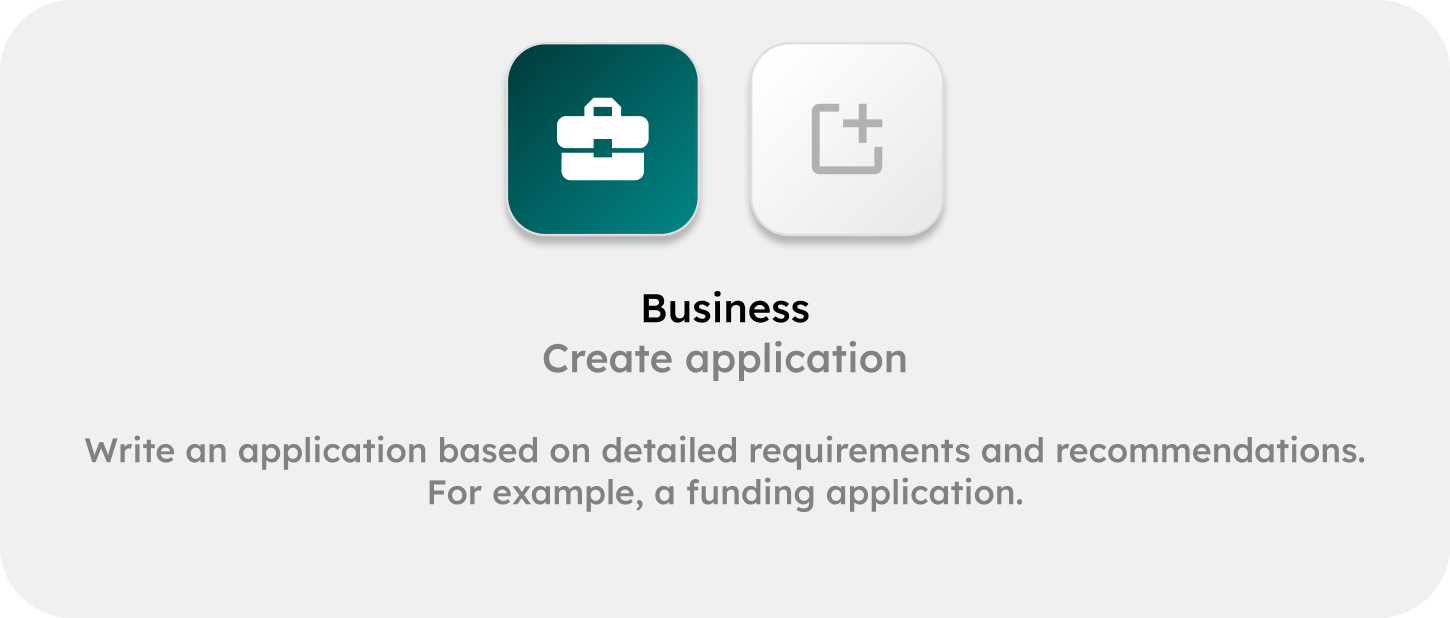 Business
Create application
Write an application based on detailed requirements and recommendations.
For example, a funding application.